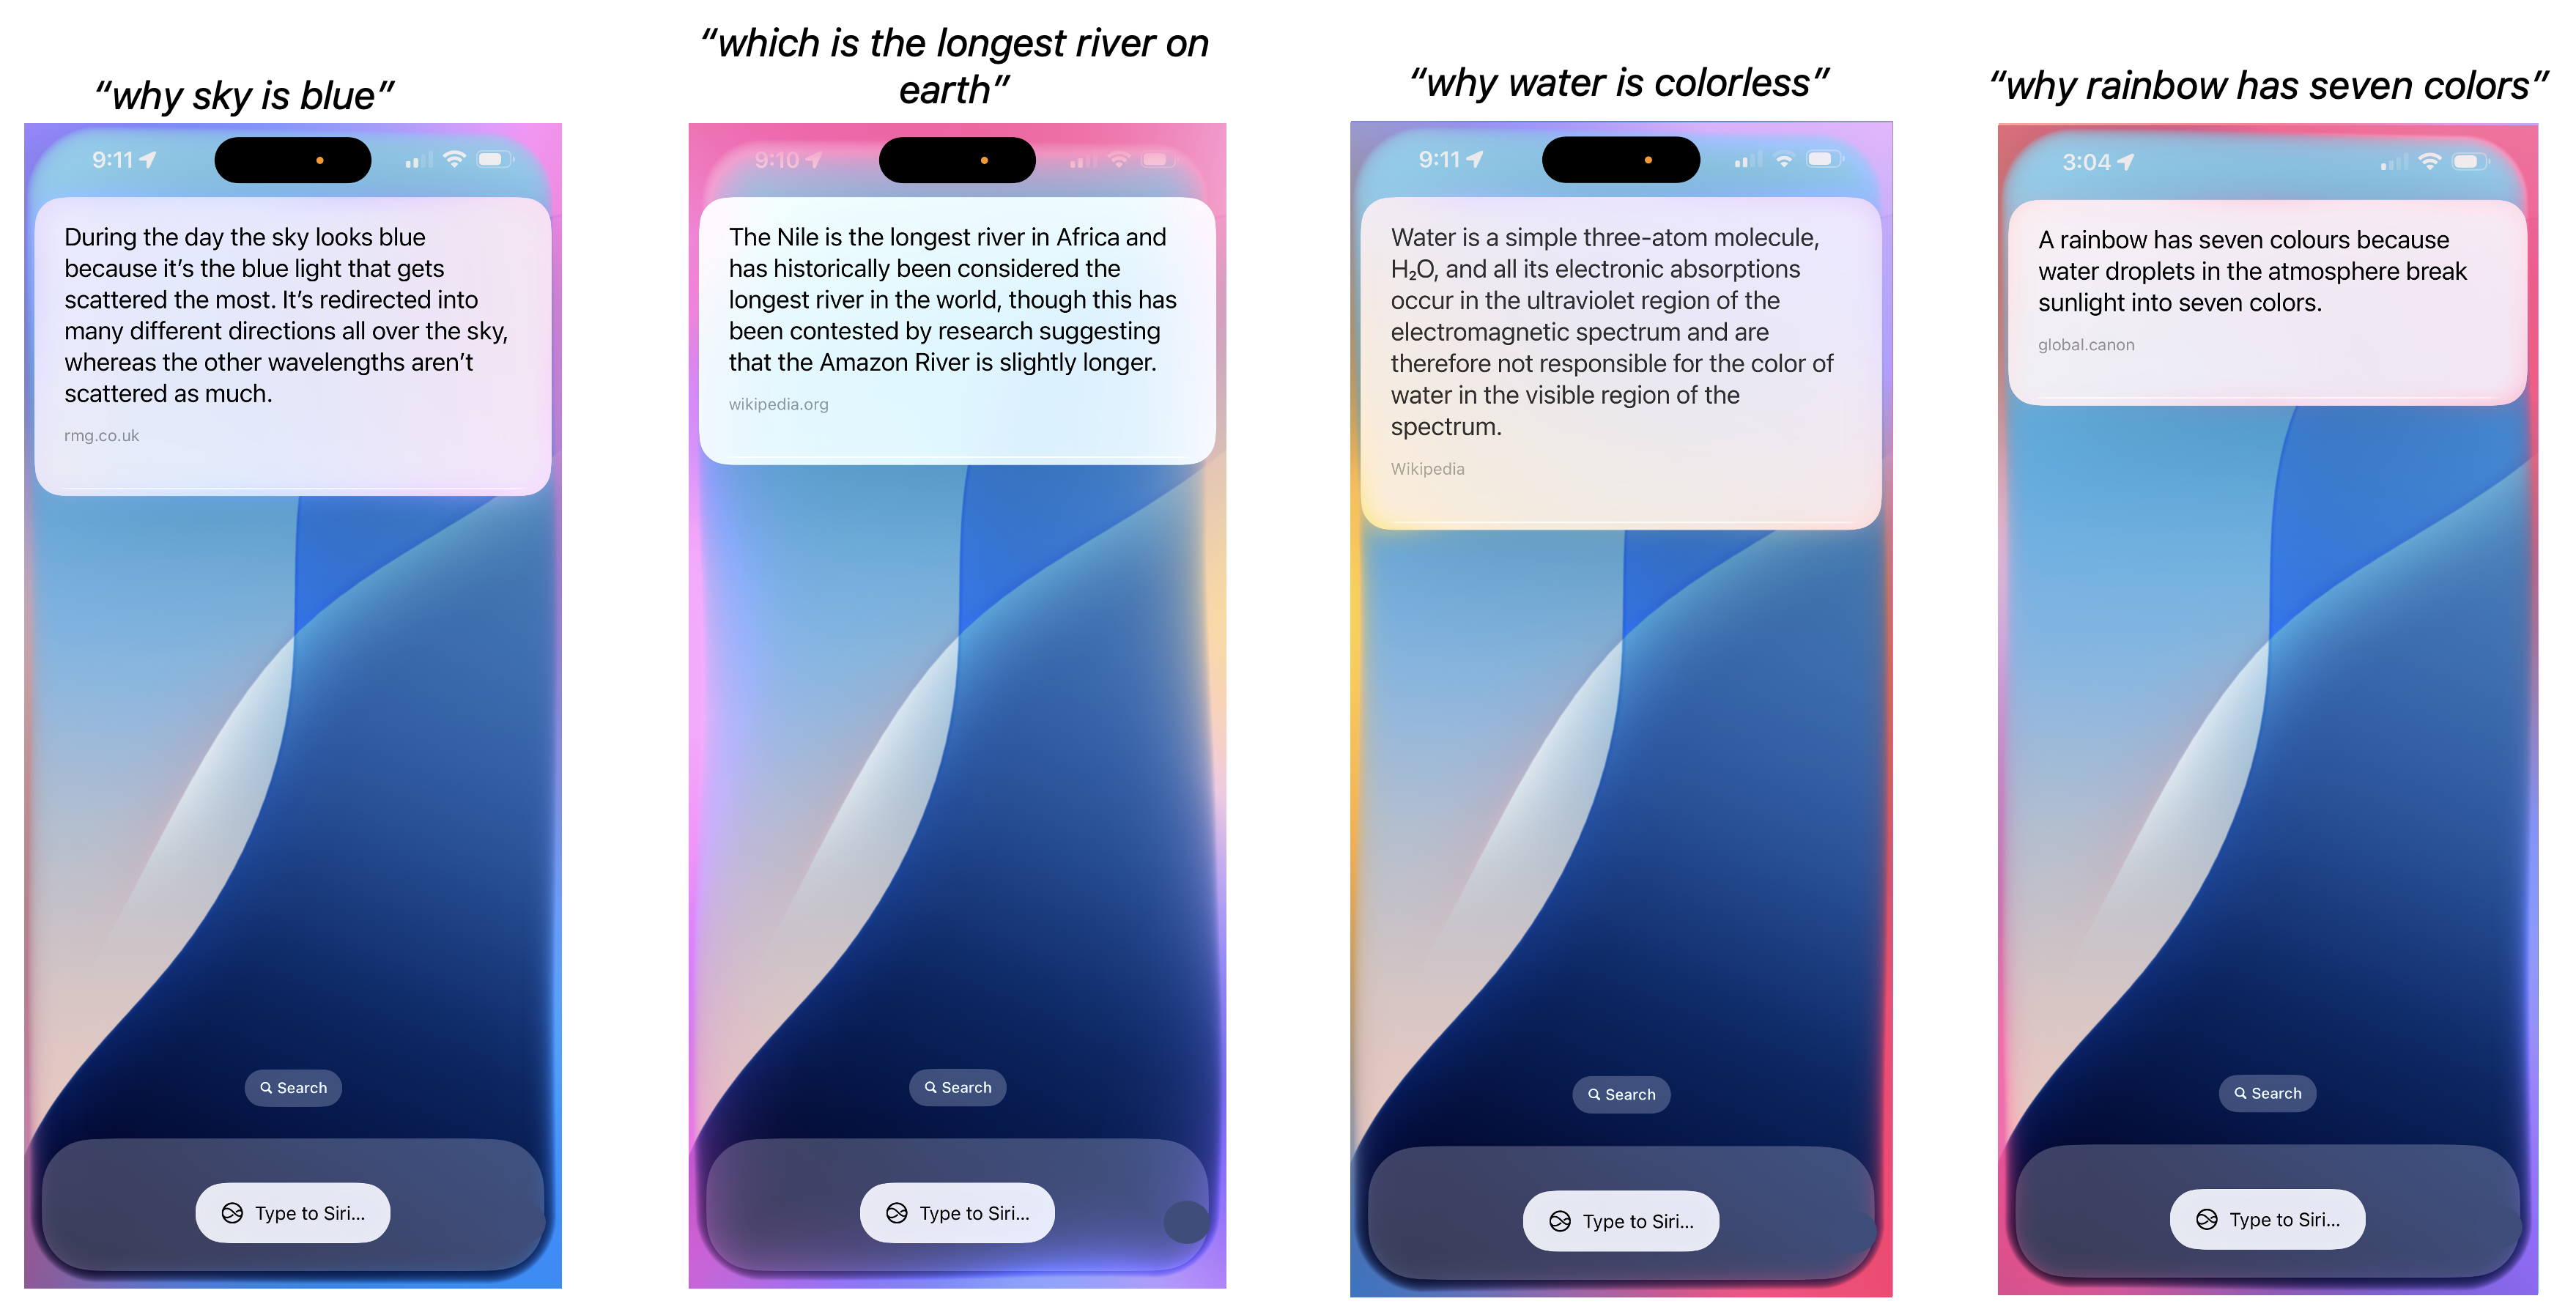 “why sky is blue”
9:11
During the day the sky looks blue
because it’s the blue light that gets
scattered the most. It’s redirected into
many different directions all over the sky,
whereas the other wavelengths aren’t
scattered as much.
rmg.co.uk
Search
Type to Siri...
“which is the longest river on
earth”
9:10
The Nile is the longest river in Africa and
has historically been considered the
longest river in the world, though this has
been contested by research suggesting
that the Amazon River is slightly longer.
wikipedia.org
Search
Type to Siri...
“why water is colorless”
9:11
Water is a simple three-atom molecule,
H₂O, and all its electronic absorptions
occur in the ultraviolet region of the
electromagnetic spectrum and are
therefore not responsible for the color of
water in the visible region of the
spectrum.
Wikipedia
Search
Type to Siri...
“why rainbow has seven colors”
3:04
A rainbow has seven colours because
water droplets in the atmosphere break
sunlight into seven colors.
global.canon
Search
Type to Siri...